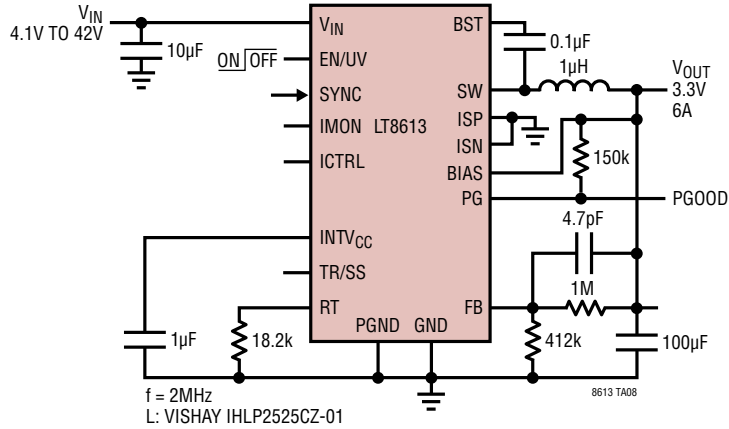 VIN
4.1V TO 42V
10µF
ON OFF
VIN
EN/UV
SYNC
IMON
LT8613
ICTRL
INTVCC
TR/SS
RT
PGND
GND
BST
SW
ISP
ISN
BIAS
PG
FB
0.1µF
1µH
VOUT
3.3V
6A
150k
PGOOD
4.7pF
1M
412k
100µF
1µF
18.2k
8613 TA08
f = 2MHz
L: VISHAY IHLP2525CZ-01